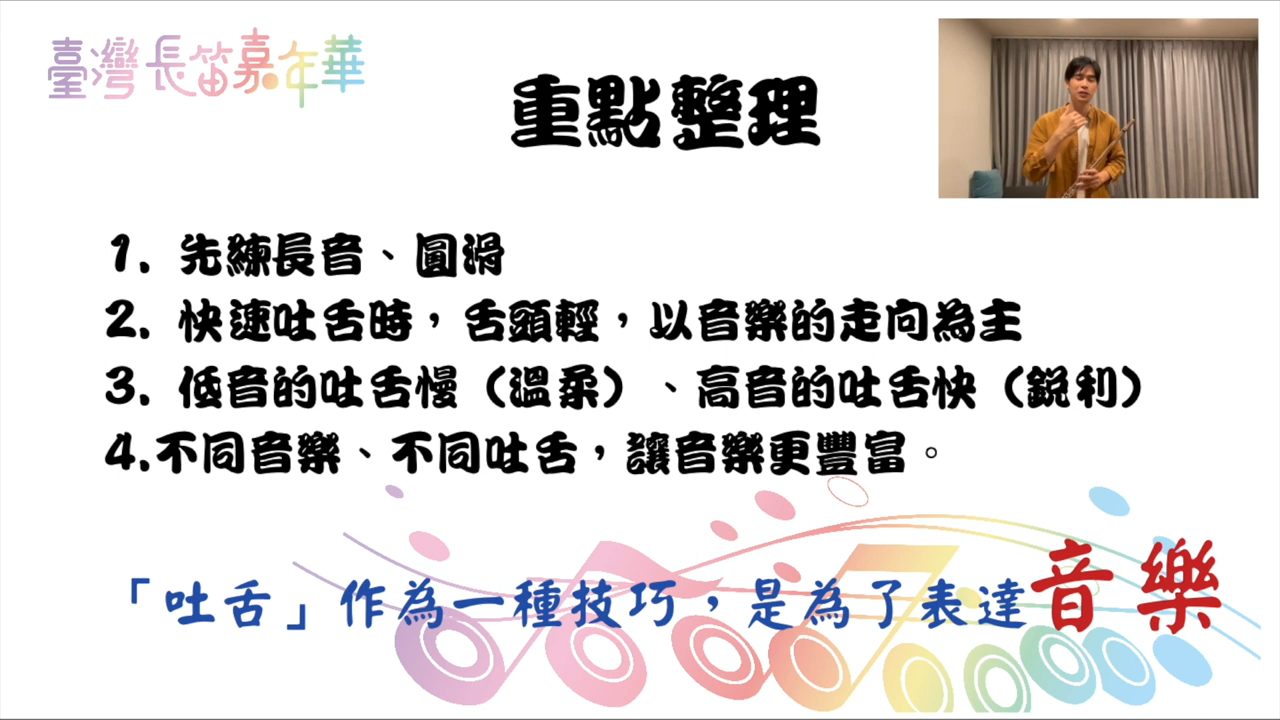 臺灣長笛嘉年華
重點整理
1. 先練長音、圓滑
2. 快速吐舌時，舌頭輕，以音樂的走向為主
3. 低音的吐舌慢（溫柔）、高音的吐舌快（銳利）
4.不同音樂、不同吐舌，讓音樂更豐富。
「吐舌」作為一種技巧，是為了表達音樂